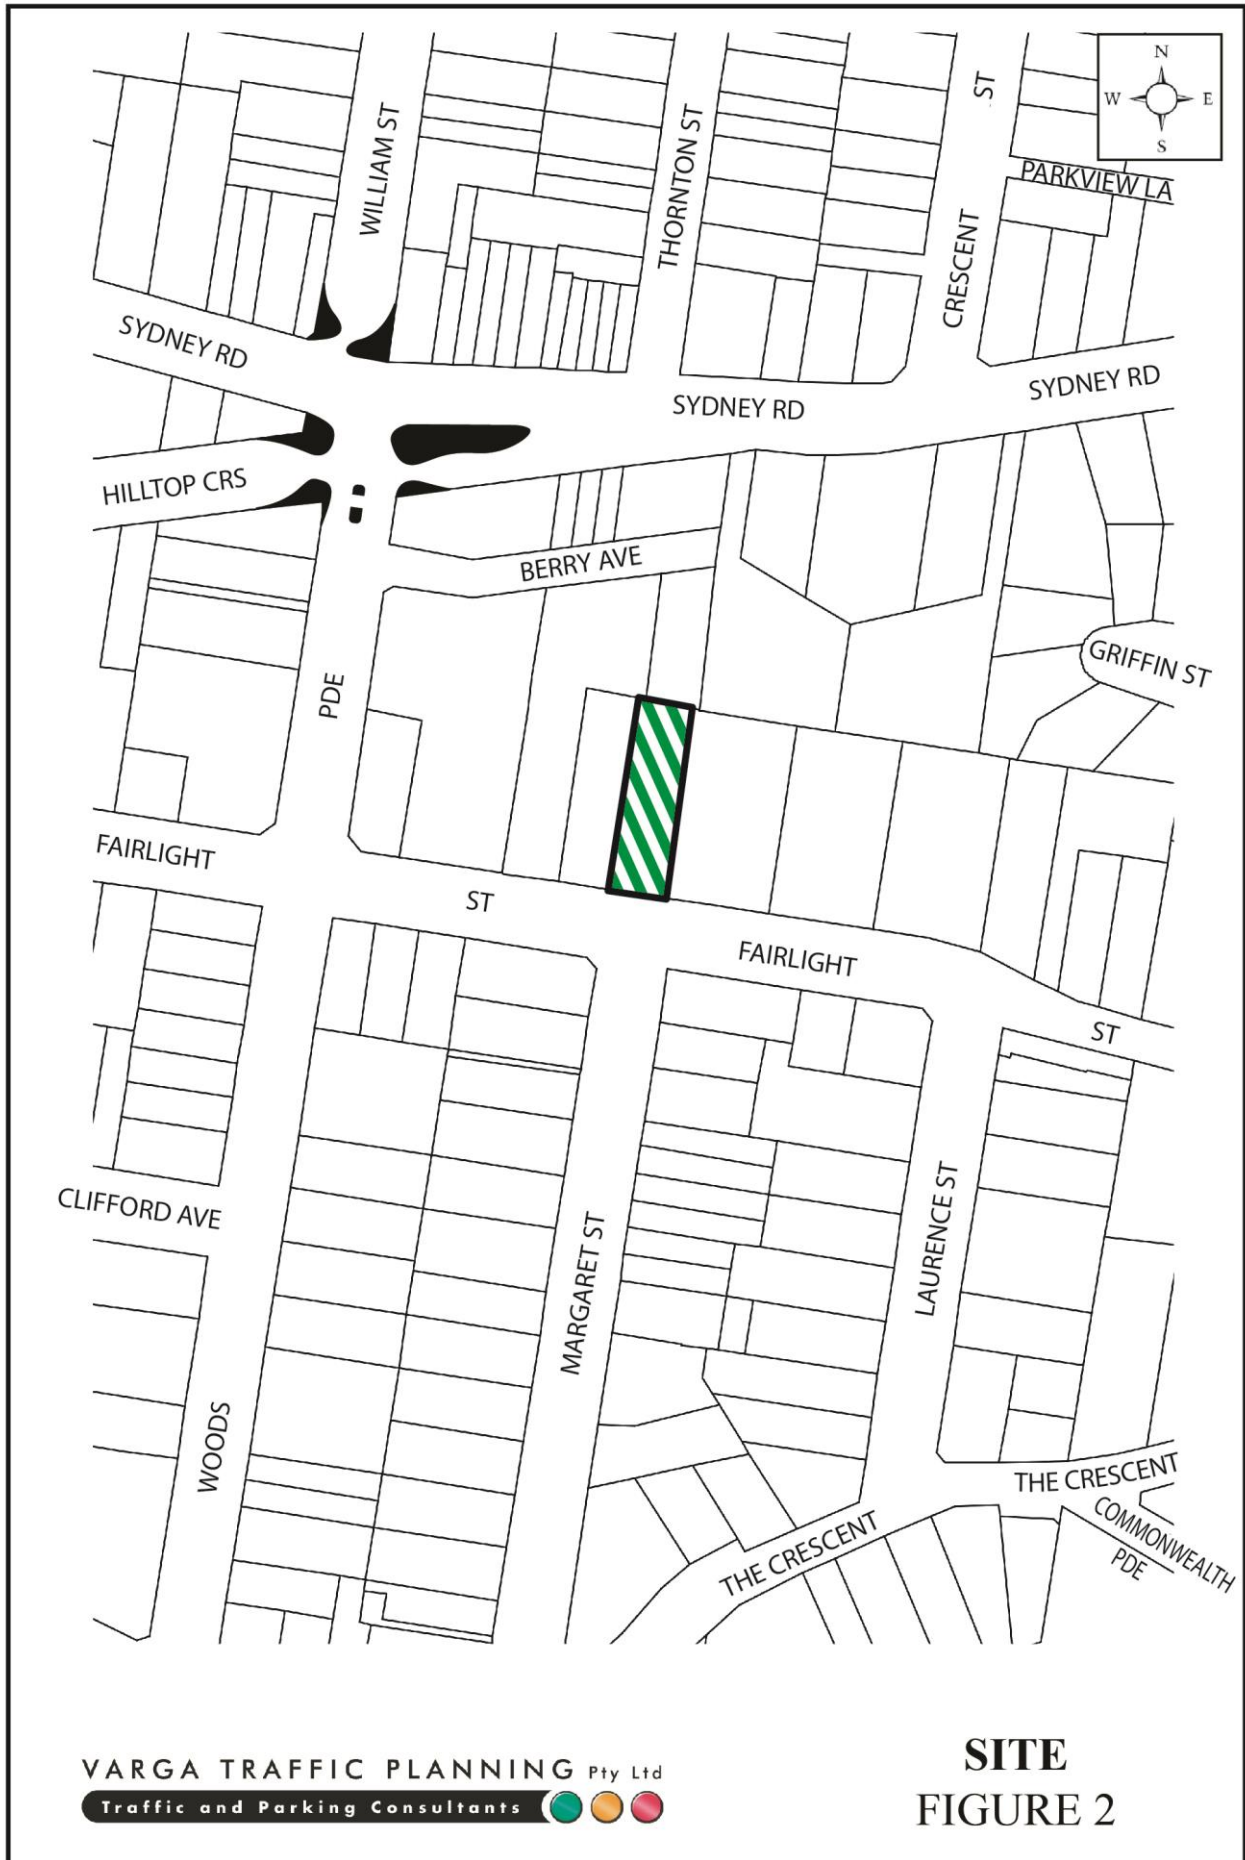 N
W E
S
ST
WILLIAM ST
THORNTON ST
PARKVIEW LA
CRESCENT
SYDNEY RD
SYDNEY RD
SYDNEY RD
HILLTOP CRS
BERRY AVE
GRIFFIN ST
PDE
FAIRLIGHT
ST
FAIRLIGHT
ST
CLIFFORD AVE
MARGARET ST
LAURENCE ST
WOODS
THE CRESCENT
THE CRESCENT
COMMONWEALTH
PDE
VARGA TRAFFIC PLANNING Pty Ltd
Traffic and Parking Consultants
SITE
FIGURE 2